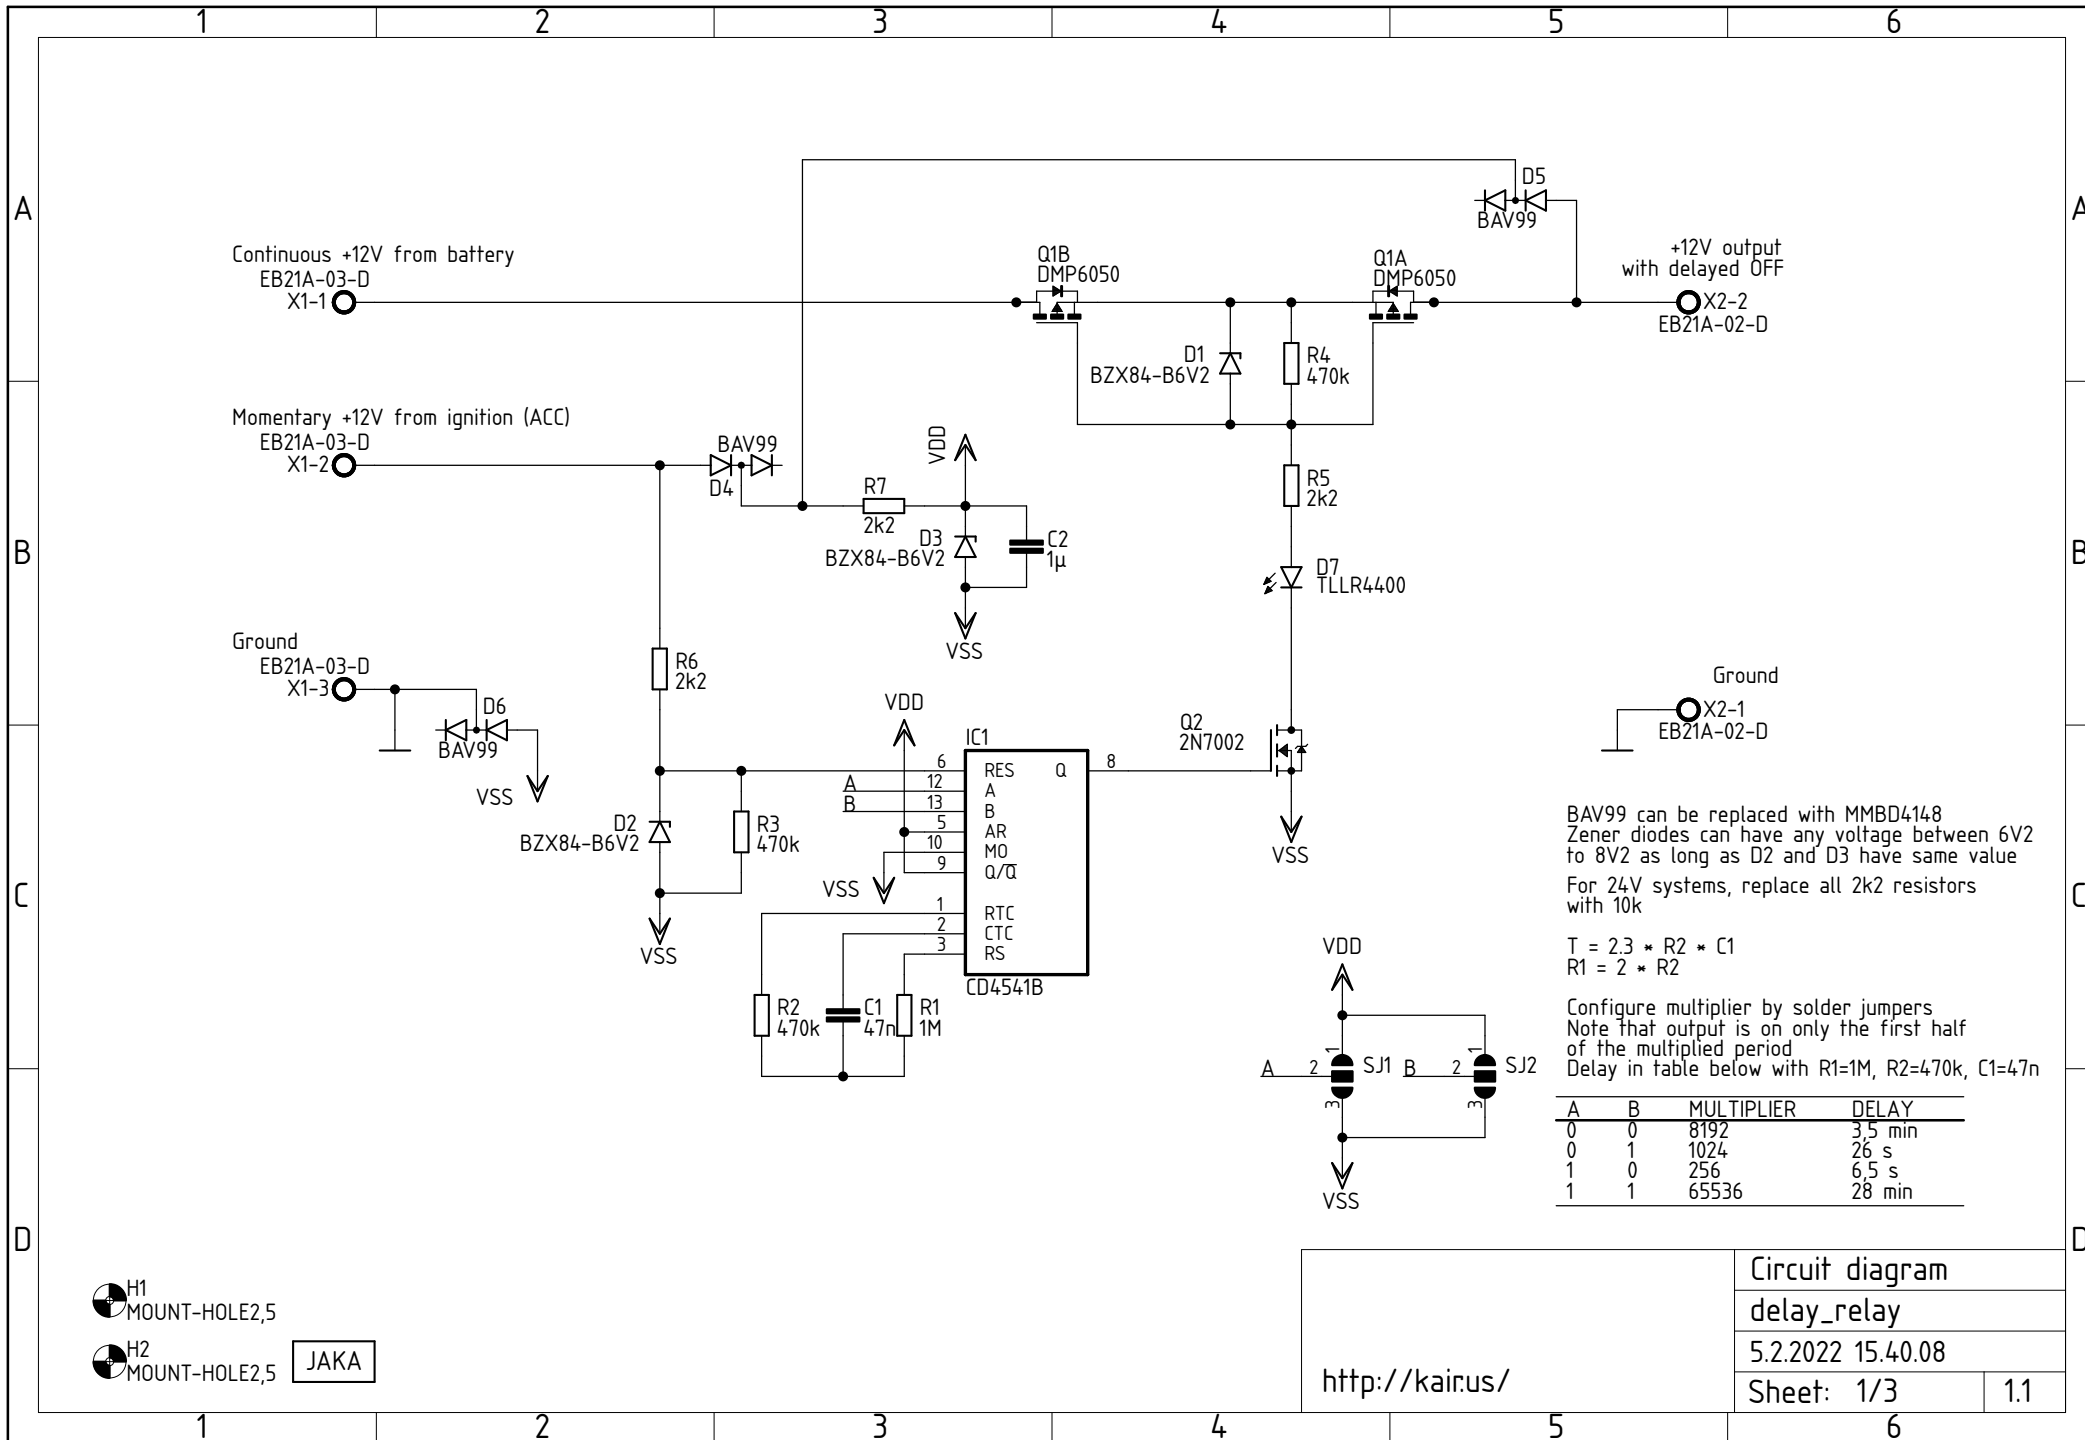 1 2 3 4 5 6
A A
D5
BAV99
Continuous +12V from battery
EB21A-03-D
X1-1
Q1B
DMP6050
Q1A
DMP6050
+12V output
with delayed OFF
X2-2
EB21A-02-D
D1
BZX84-B6V2
R4
470k
Momentary +12V from ignition (ACC)
EB21A-03-D
X1-2
BAV99
D4
VDD
R7
2k2
R5
2k2
B B
D3
BZX84-B6V2
C2
1µ
VSS
D7
TLLR4400
Ground
EB21A-03-D
X1-3
D6
BAV99
VSS
R6
2k2
Ground
X2-1
EB21A-02-D
VDD
Q2
2N7002
VSS
IC1
6 RES Q 8
A 12 A
B 13 B
5 AR
10 MO
9 Q/Q̅
VSS
1 RTC
2 CTC
3 RS
CD4541B
D2
BZX84-B6V2
R3
470k
VSS
C C
R2
470k
C1
47n
R1
1M
BAV99 can be replaced with MMBD4148
Zener diodes can have any voltage between 6V2
to 8V2 as long as D2 and D3 have same value
For 24V systems, replace all 2k2 resistors
with 10k
T = 2.3 * R2 * C1
R1 = 2 * R2
Configure multiplier by solder jumpers
Note that output is on only the first half
of the multiplied period
Delay in table below with R1=1M, R2=470k, C1=47n
VDD
A 2 1 3 SJ1
B 2 1 3 SJ2
VSS
A B MULTIPLIER DELAY
0 0 8192 3,5 min
0 1 1024 26 s
1 0 256 6,5 s
1 1 65536 28 min
D D
H1
MOUNT-HOLE2,5
H2
MOUNT-HOLE2,5
JAKA
http://kair.us/
Circuit diagram
delay_relay
5.2.2022 15.40.08
Sheet: 1/3 1.1
1 2 3 4 5 6